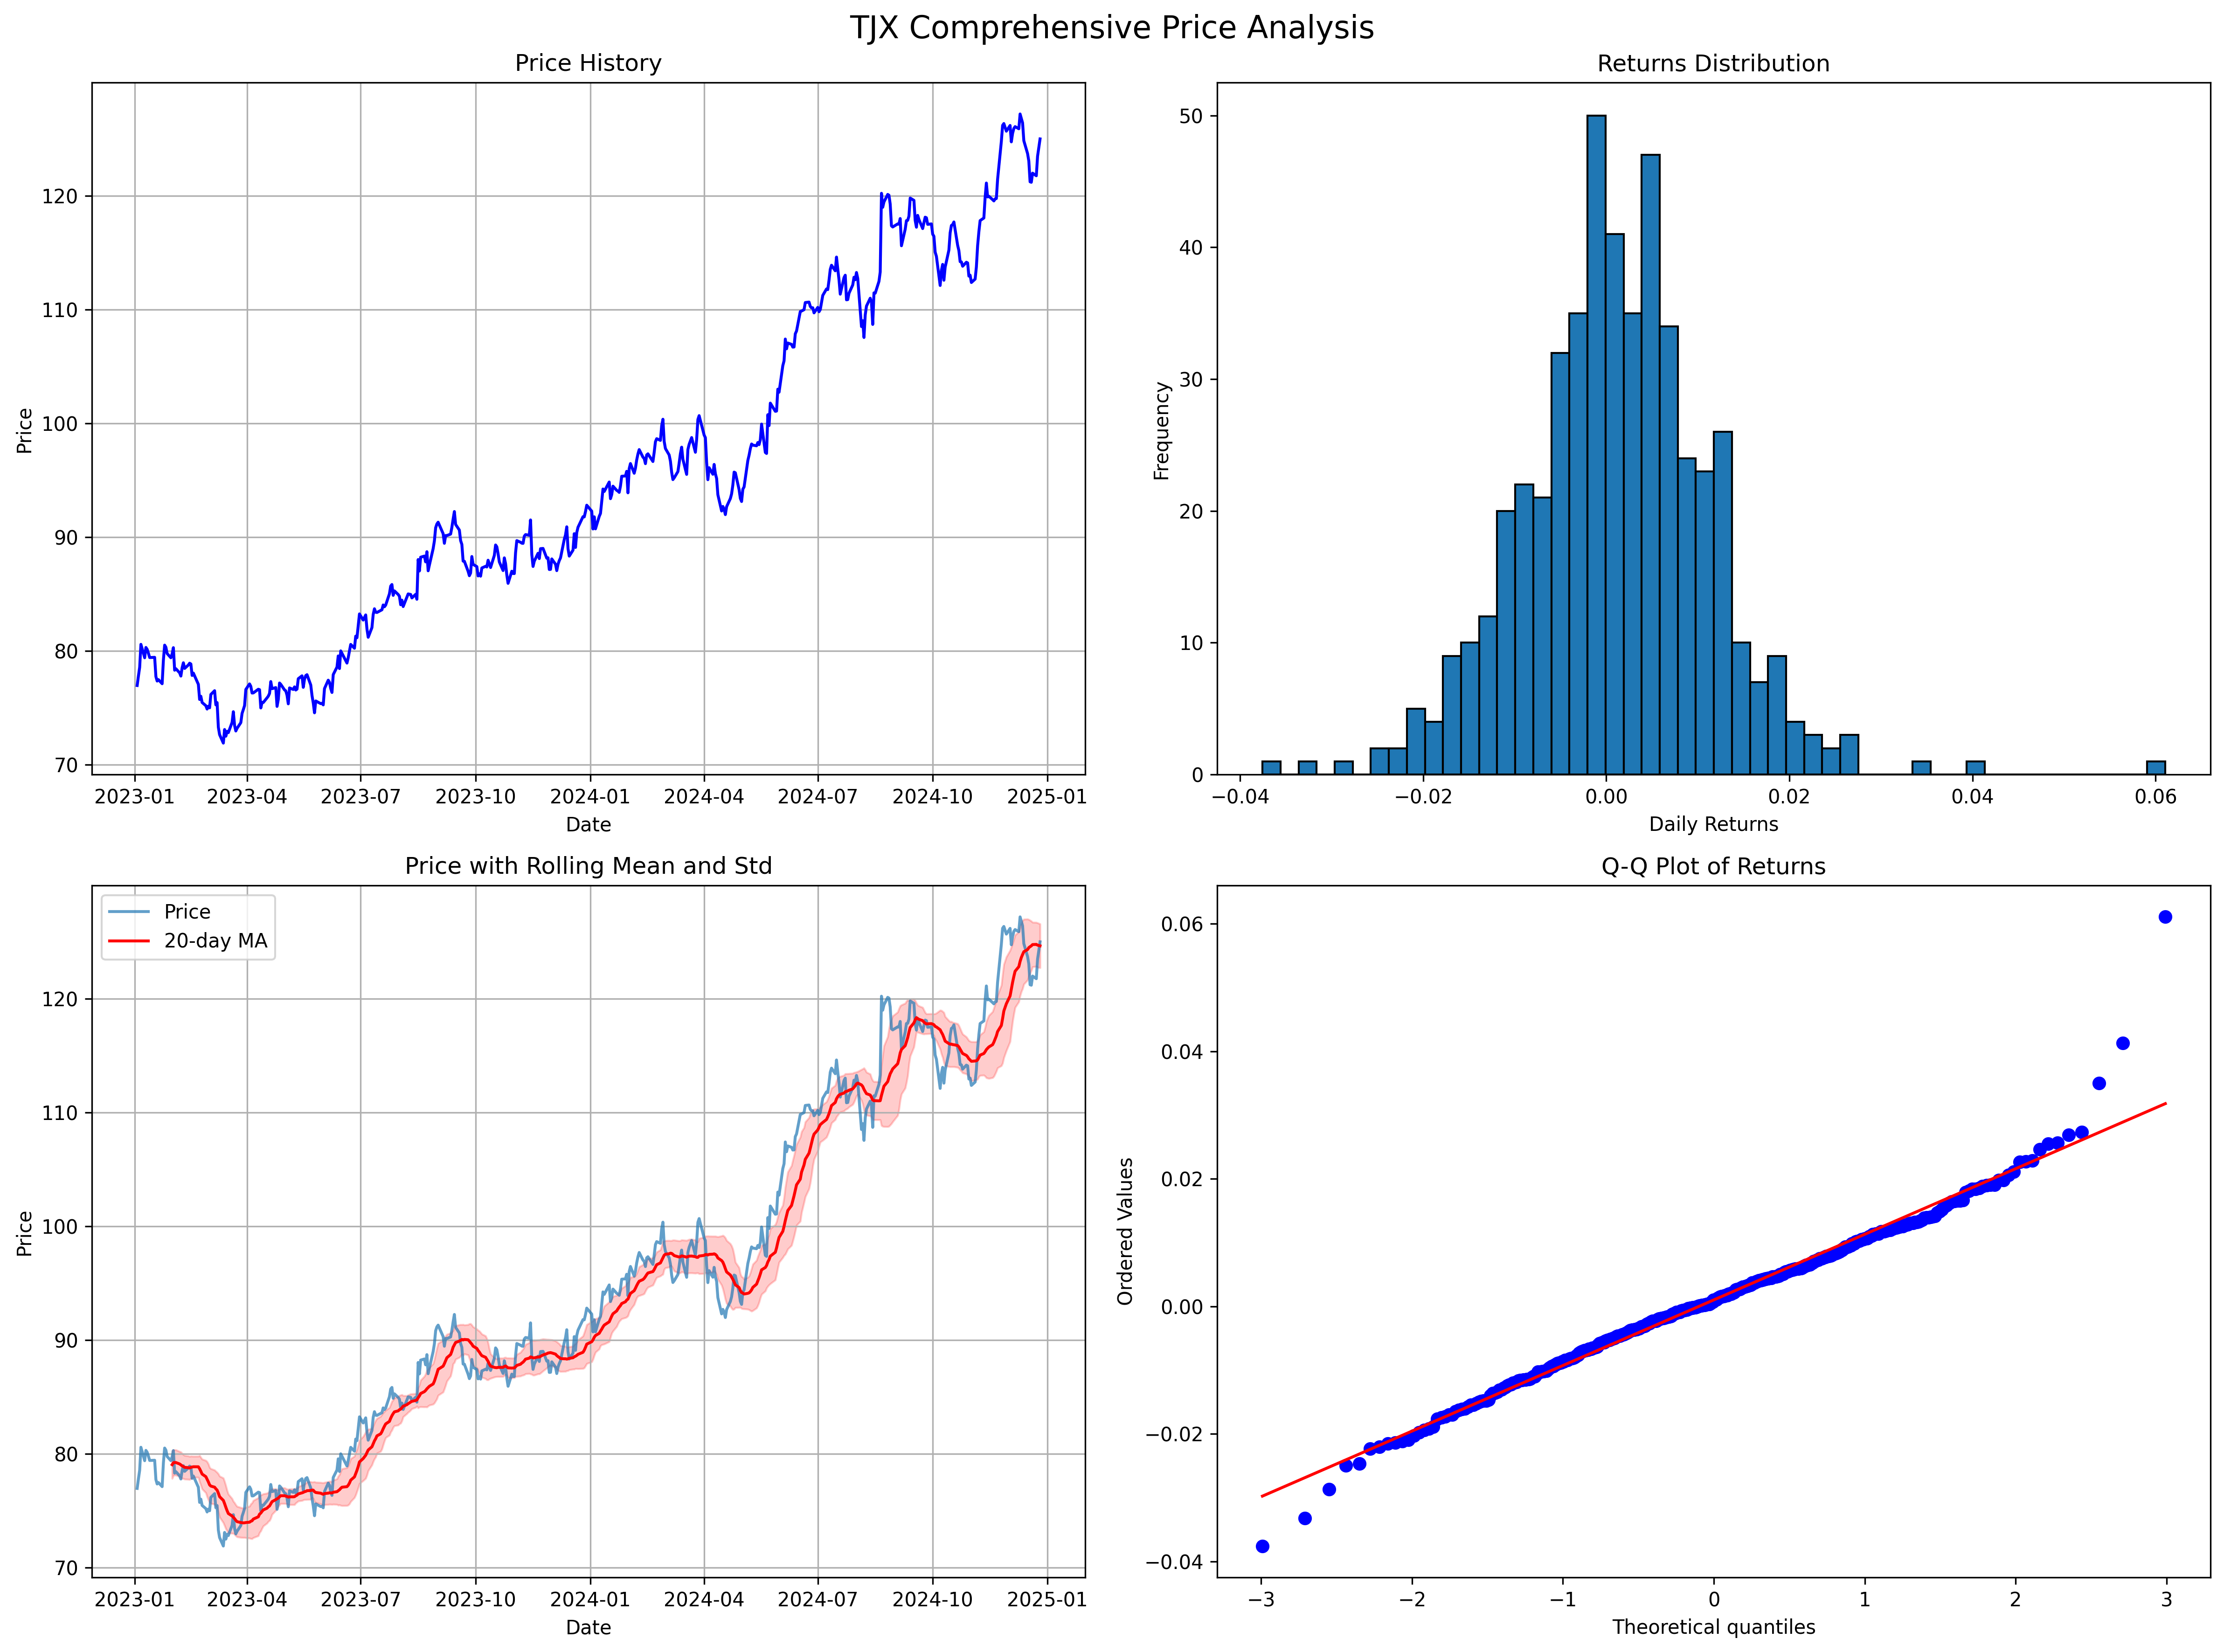 TJX Comprehensive Price Analysis
Price History
Price
120
110
100
90
80
70
2023-01 2023-04 2023-07 2023-10 2024-01 2024-04 2024-07 2024-10 2025-01
Date
Returns Distribution
Frequency
50
40
30
20
10
0
−0.04 −0.02 0.00 0.02 0.04 0.06
Daily Returns
Price with Rolling Mean and Std
Price
20-day MA
Price
120
110
100
90
80
70
2023-01 2023-04 2023-07 2023-10 2024-01 2024-04 2024-07 2024-10 2025-01
Date
Q-Q Plot of Returns
Ordered Values
0.06
0.04
0.02
0.00
−0.02
−0.04
−3 −2 −1 0 1 2 3
Theoretical quantiles